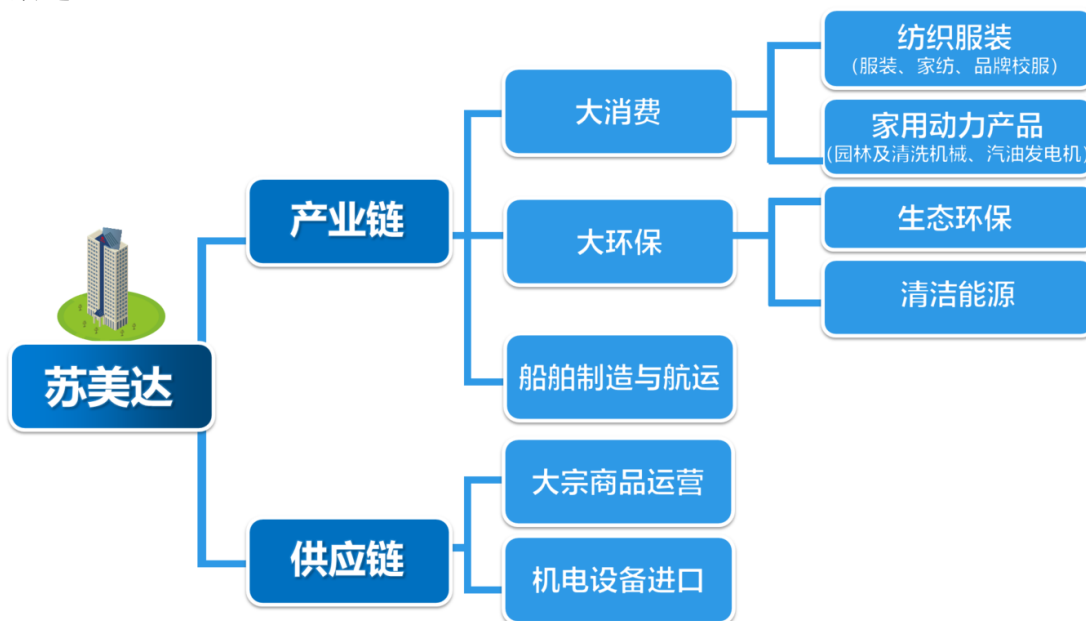 纺织服装
(服装、家纺、品牌校服)
大消费
家用动力产品
(园林及清洗机械、汽油发电机)
产业链
大环保
生态环保
清洁能源
苏美达
船舶制造与航运
大宗商品运营
供应链
机电设备进口